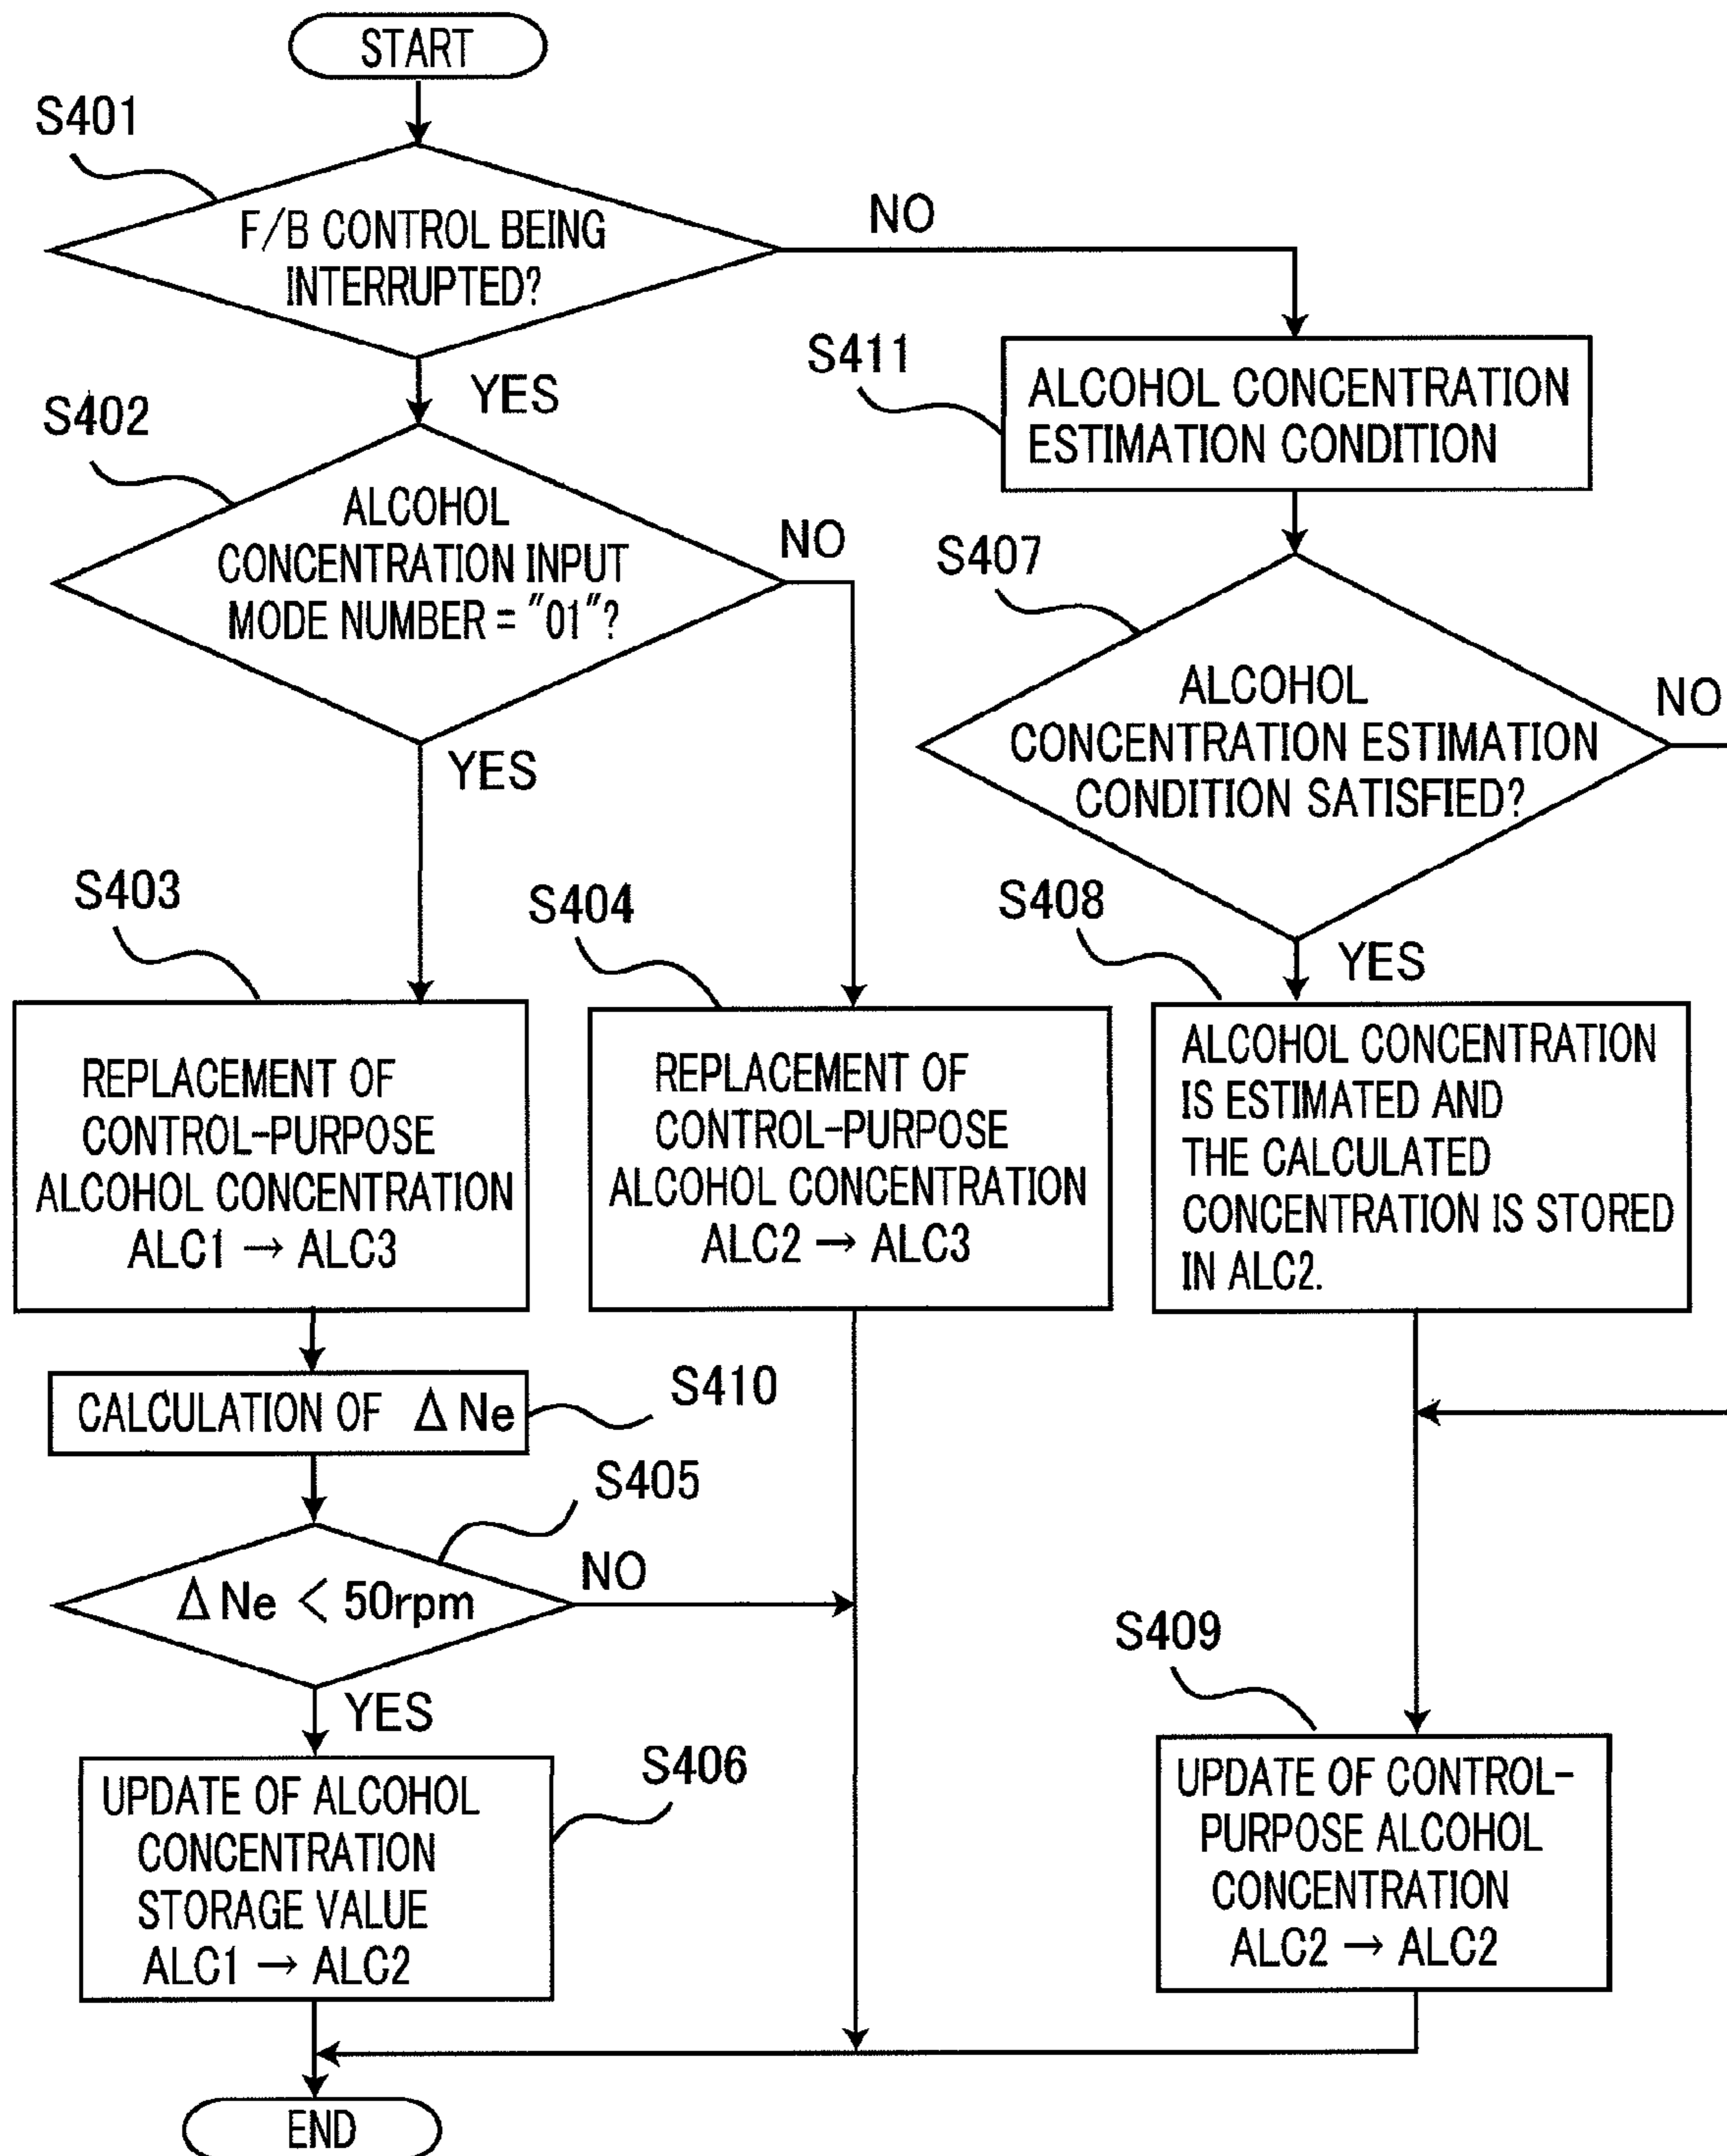 START
S401
F/B CONTROL BEING
INTERRUPTED?
NO
YES
S402
ALCOHOL
CONCENTRATION INPUT
MODE NUMBER = "01"?
NO
YES
S411
ALCOHOL CONCENTRATION
ESTIMATION CONDITION
S407
ALCOHOL
CONCENTRATION ESTIMATION
CONDITION SATISFIED?
NO
YES
S403
REPLACEMENT OF
CONTROL-PURPOSE
ALCOHOL CONCENTRATION
ALC1 → ALC3
S404
REPLACEMENT OF
CONTROL-PURPOSE
ALCOHOL CONCENTRATION
ALC2 → ALC3
S408
ALCOHOL CONCENTRATION
IS ESTIMATED AND
THE CALCULATED
CONCENTRATION IS STORED
IN ALC2.
CALCULATION OF Δ Ne
S410
S405
Δ Ne < 50rpm
NO
YES
S406
UPDATE OF ALCOHOL
CONCENTRATION
STORAGE VALUE
ALC1 → ALC2
S409
UPDATE OF CONTROL-
PURPOSE ALCOHOL
CONCENTRATION
ALC2 → ALC2
END